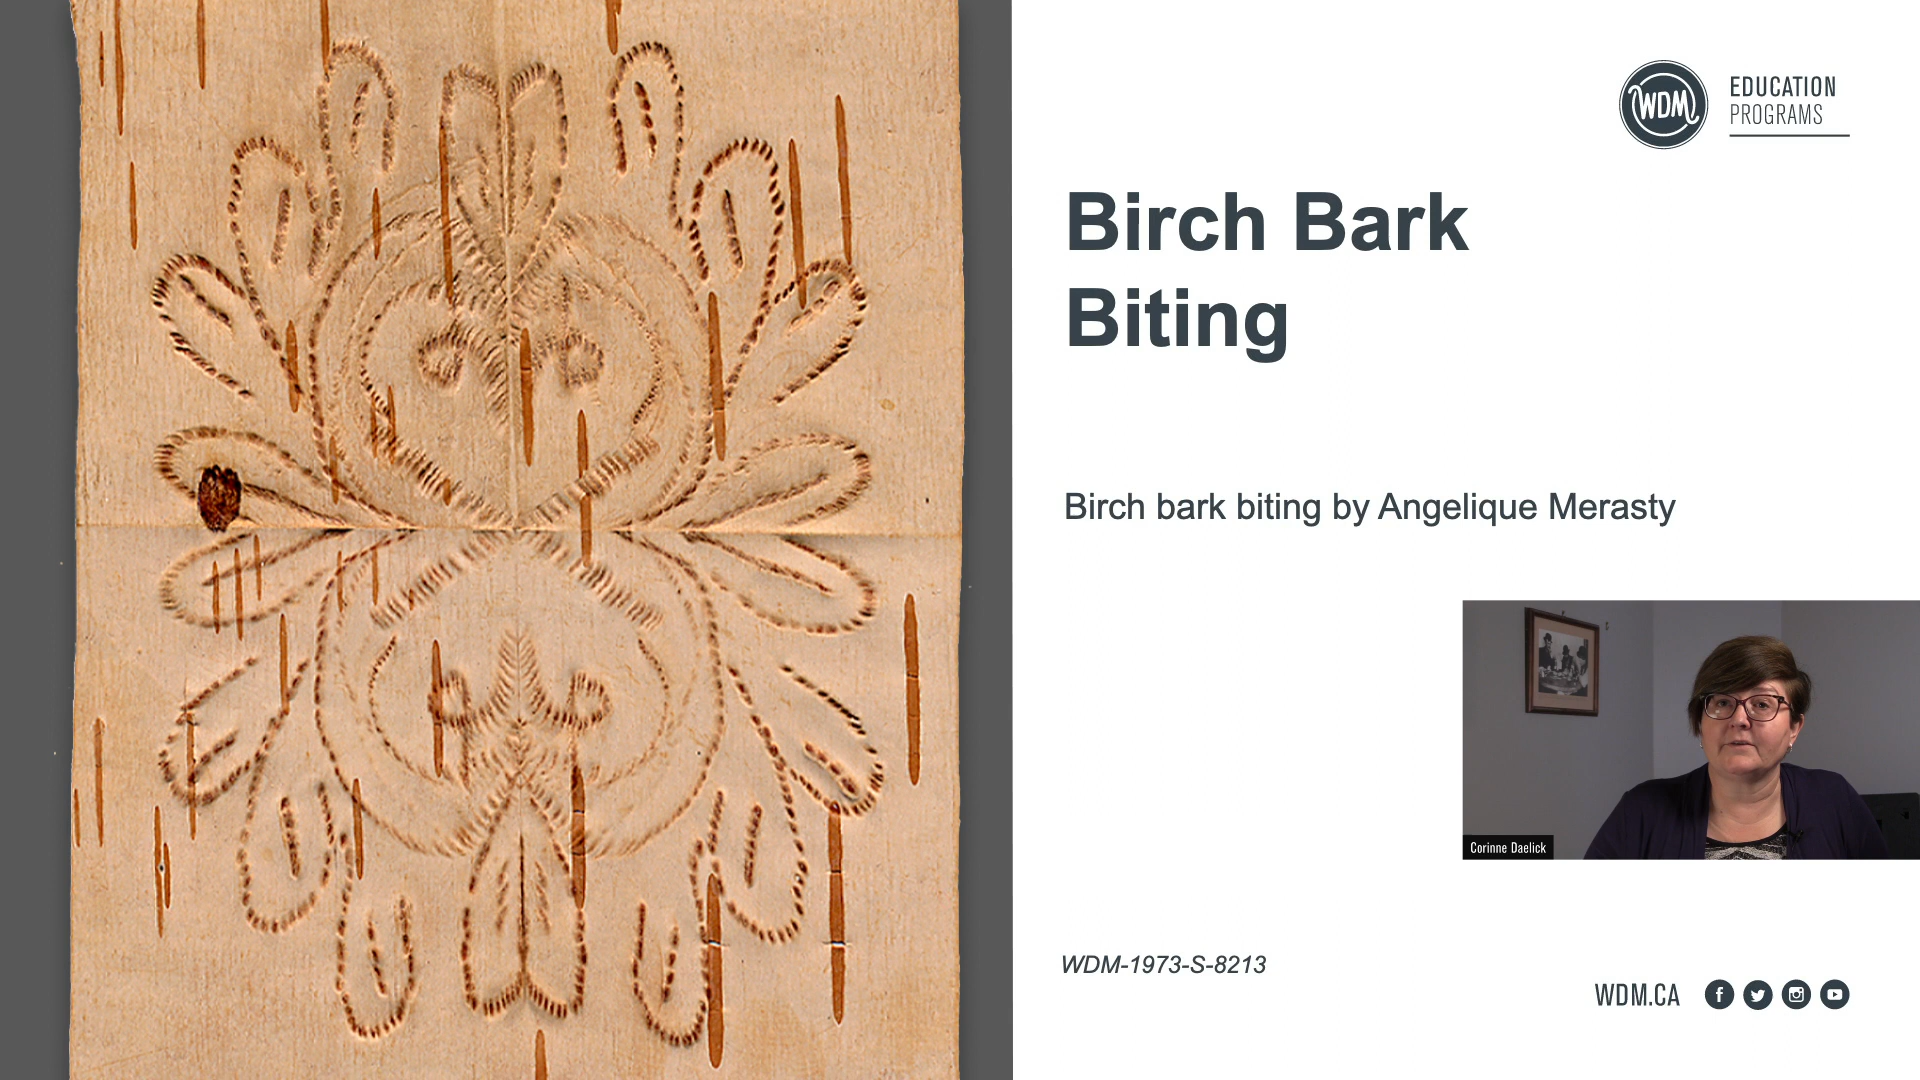 WDM
EDUCATION
PROGRAMS
Birch Bark
Biting
Birch bark biting by Angelique Merasty
Corinne Daelick
WDM-1973-S-8213
WDM.CA